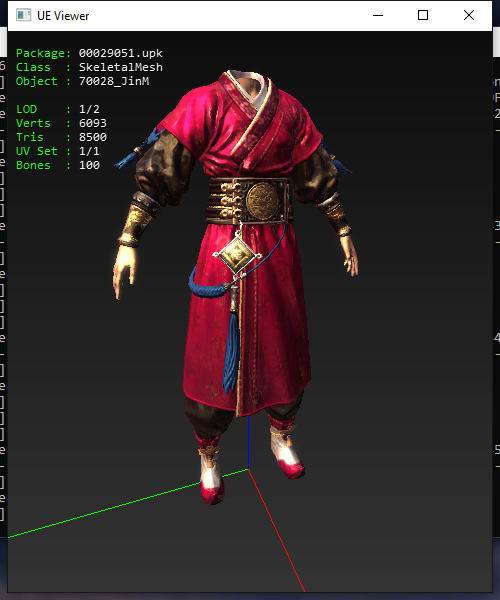 UE Viewer
Package: 00029051.upk
Class : SkeletalMesh
Object : 70028_JinM
LOD : 1/2
Verts : 6093
Tris : 8500
UV Set : 1/1
Bones : 100